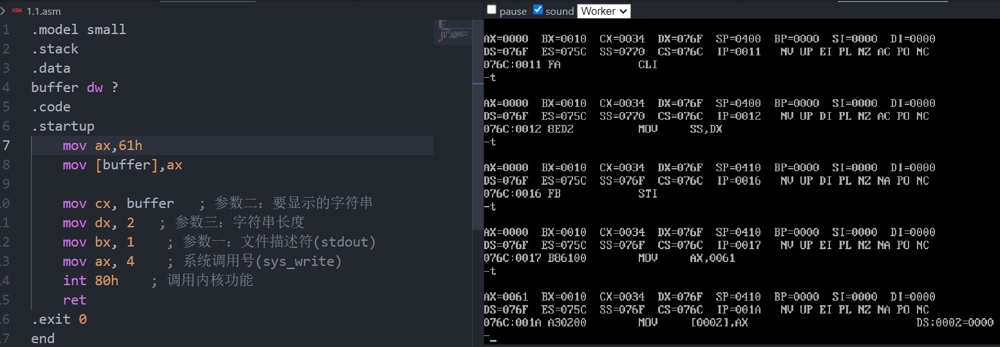 ASM 1.1.asm
1 .model small
2 .stack
3 .data
4 buffer dw ?
5 .code
6 .startup
7 mov ax,61h
8 mov [buffer],ax
9
10 mov cx, buffer ; 参数二：要显示的字符串
11 mov dx, 2 ; 参数三：字符串长度
12 mov bx, 1 ; 参数一：文件描述符(stdout)
13 mov ax, 4 ; 系统调用号(sys_write)
14 int 80h ; 调用内核功能
15 ret
16 .exit 0
17 end
pause sound Worker
AX=0000 BX=0010 CX=0034 DX=076F SP=0400 BP=0000 SI=0000 DI=0000
DS=076F ES=075C SS=0770 CS=076C IP=0011 NV UP EI PL NZ AC PO NC
076C:0011 FA CLI
-t
AX=0000 BX=0010 CX=0034 DX=076F SP=0400 BP=0000 SI=0000 DI=0000
DS=076F ES=075C SS=0770 CS=076C IP=0012 NV UP DI PL NZ AC PO NC
076C:0012 8ED2 MOV SS,DX
-t
AX=0000 BX=0010 CX=0034 DX=076F SP=0410 BP=0000 SI=0000 DI=0000
DS=076F ES=075C SS=076F CS=076C IP=0016 NV UP DI PL NZ NA PO NC
076C:0016 FB STI
-t
AX=0000 BX=0010 CX=0034 DX=076F SP=0410 BP=0000 SI=0000 DI=0000
DS=076F ES=075C SS=076F CS=076C IP=0017 NV UP EI PL NZ NA PO NC
076C:0017 B86100 MOV AX,0061
-t
AX=0061 BX=0010 CX=0034 DX=076F SP=0410 BP=0000 SI=0000 DI=0000
DS=076F ES=075C SS=076F CS=076C IP=001A NV UP EI PL NZ NA PO NC
076C:001A A30200 MOV [0002],AX DS:0002=0000
-_